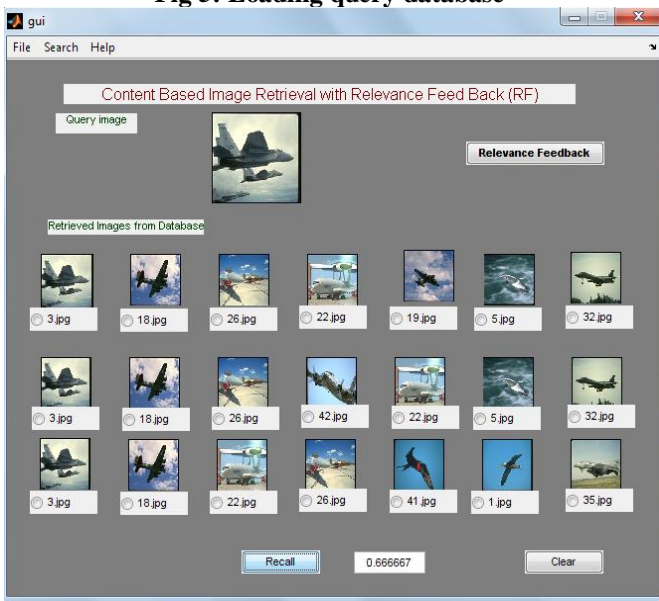 Fig 5: Loading query database
gui
File Search Help
Content Based Image Retrieval with Relevance Feed Back (RF)
Query image
Relevance Feedback
Retrieved Images from Database
3.jpg 18.jpg 26.jpg 22.jpg 19.jpg 5.jpg 32.jpg
3.jpg 18.jpg 26.jpg 42.jpg 22.jpg 5.jpg 32.jpg
3.jpg 18.jpg 22.jpg 26.jpg 41.jpg 1.jpg 35.jpg
Recall 0.666667 Clear